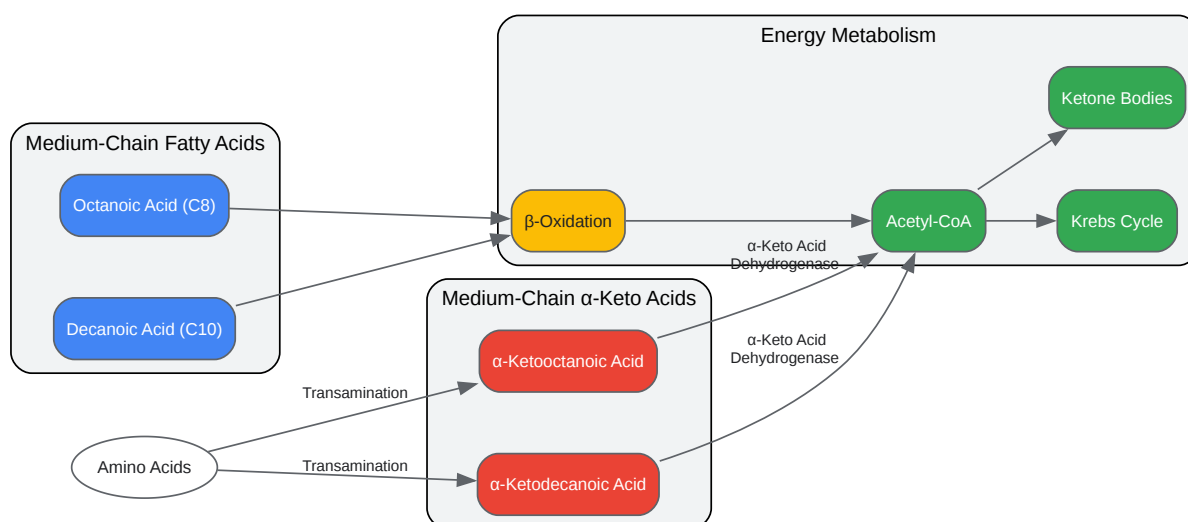 Energy Metabolism
Ketone Bodies
Medium-Chain Fatty Acids
Octanoic Acid (C8)
β-Oxidation
Acetyl-CoA
Krebs Cycle
α-Keto Acid
Dehydrogenase
Medium-Chain α-Keto Acids
Decanoic Acid (C10)
α-Ketooctanoic Acid
α-Keto Acid
Dehydrogenase
Transamination
Amino Acids
Transamination
α-Ketodecanoic Acid